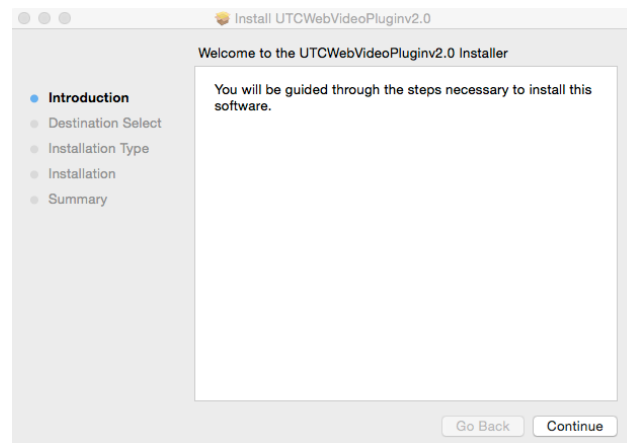 Install UTCWebVideoPluginv2.0
Welcome to the UTCWebVideoPluginv2.0 Installer
Introduction
Destination Select
Installation Type
Installation
Summary
You will be guided through the steps necessary to install this
software.
Go Back
Continue